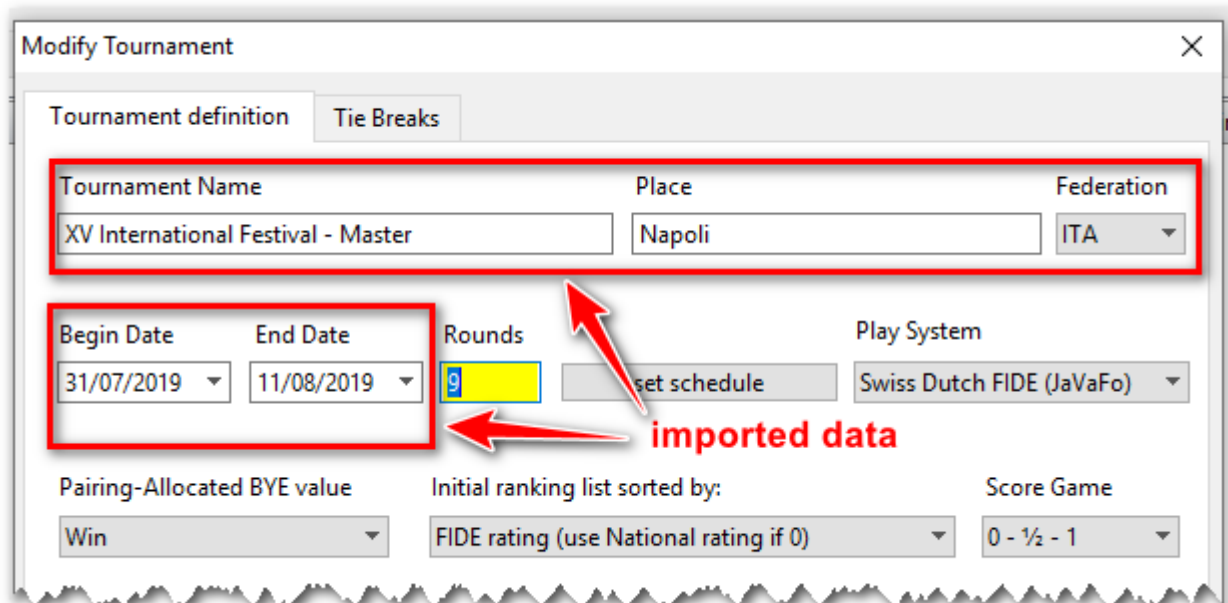 Modify Tournament
Tournament definition Tie Breaks
Tournament Name Place Federation
XV International Festival - Master Napoli ITA
Begin Date End Date Rounds Play System
31/07/2019 11/08/2019 9 set schedule Swiss Dutch FIDE (JaVaFo)
imported data
Pairing-Allocated BYE value Initial ranking list sorted by: Score Game
Win FIDE rating (use National rating if 0) 0 - ½ - 1